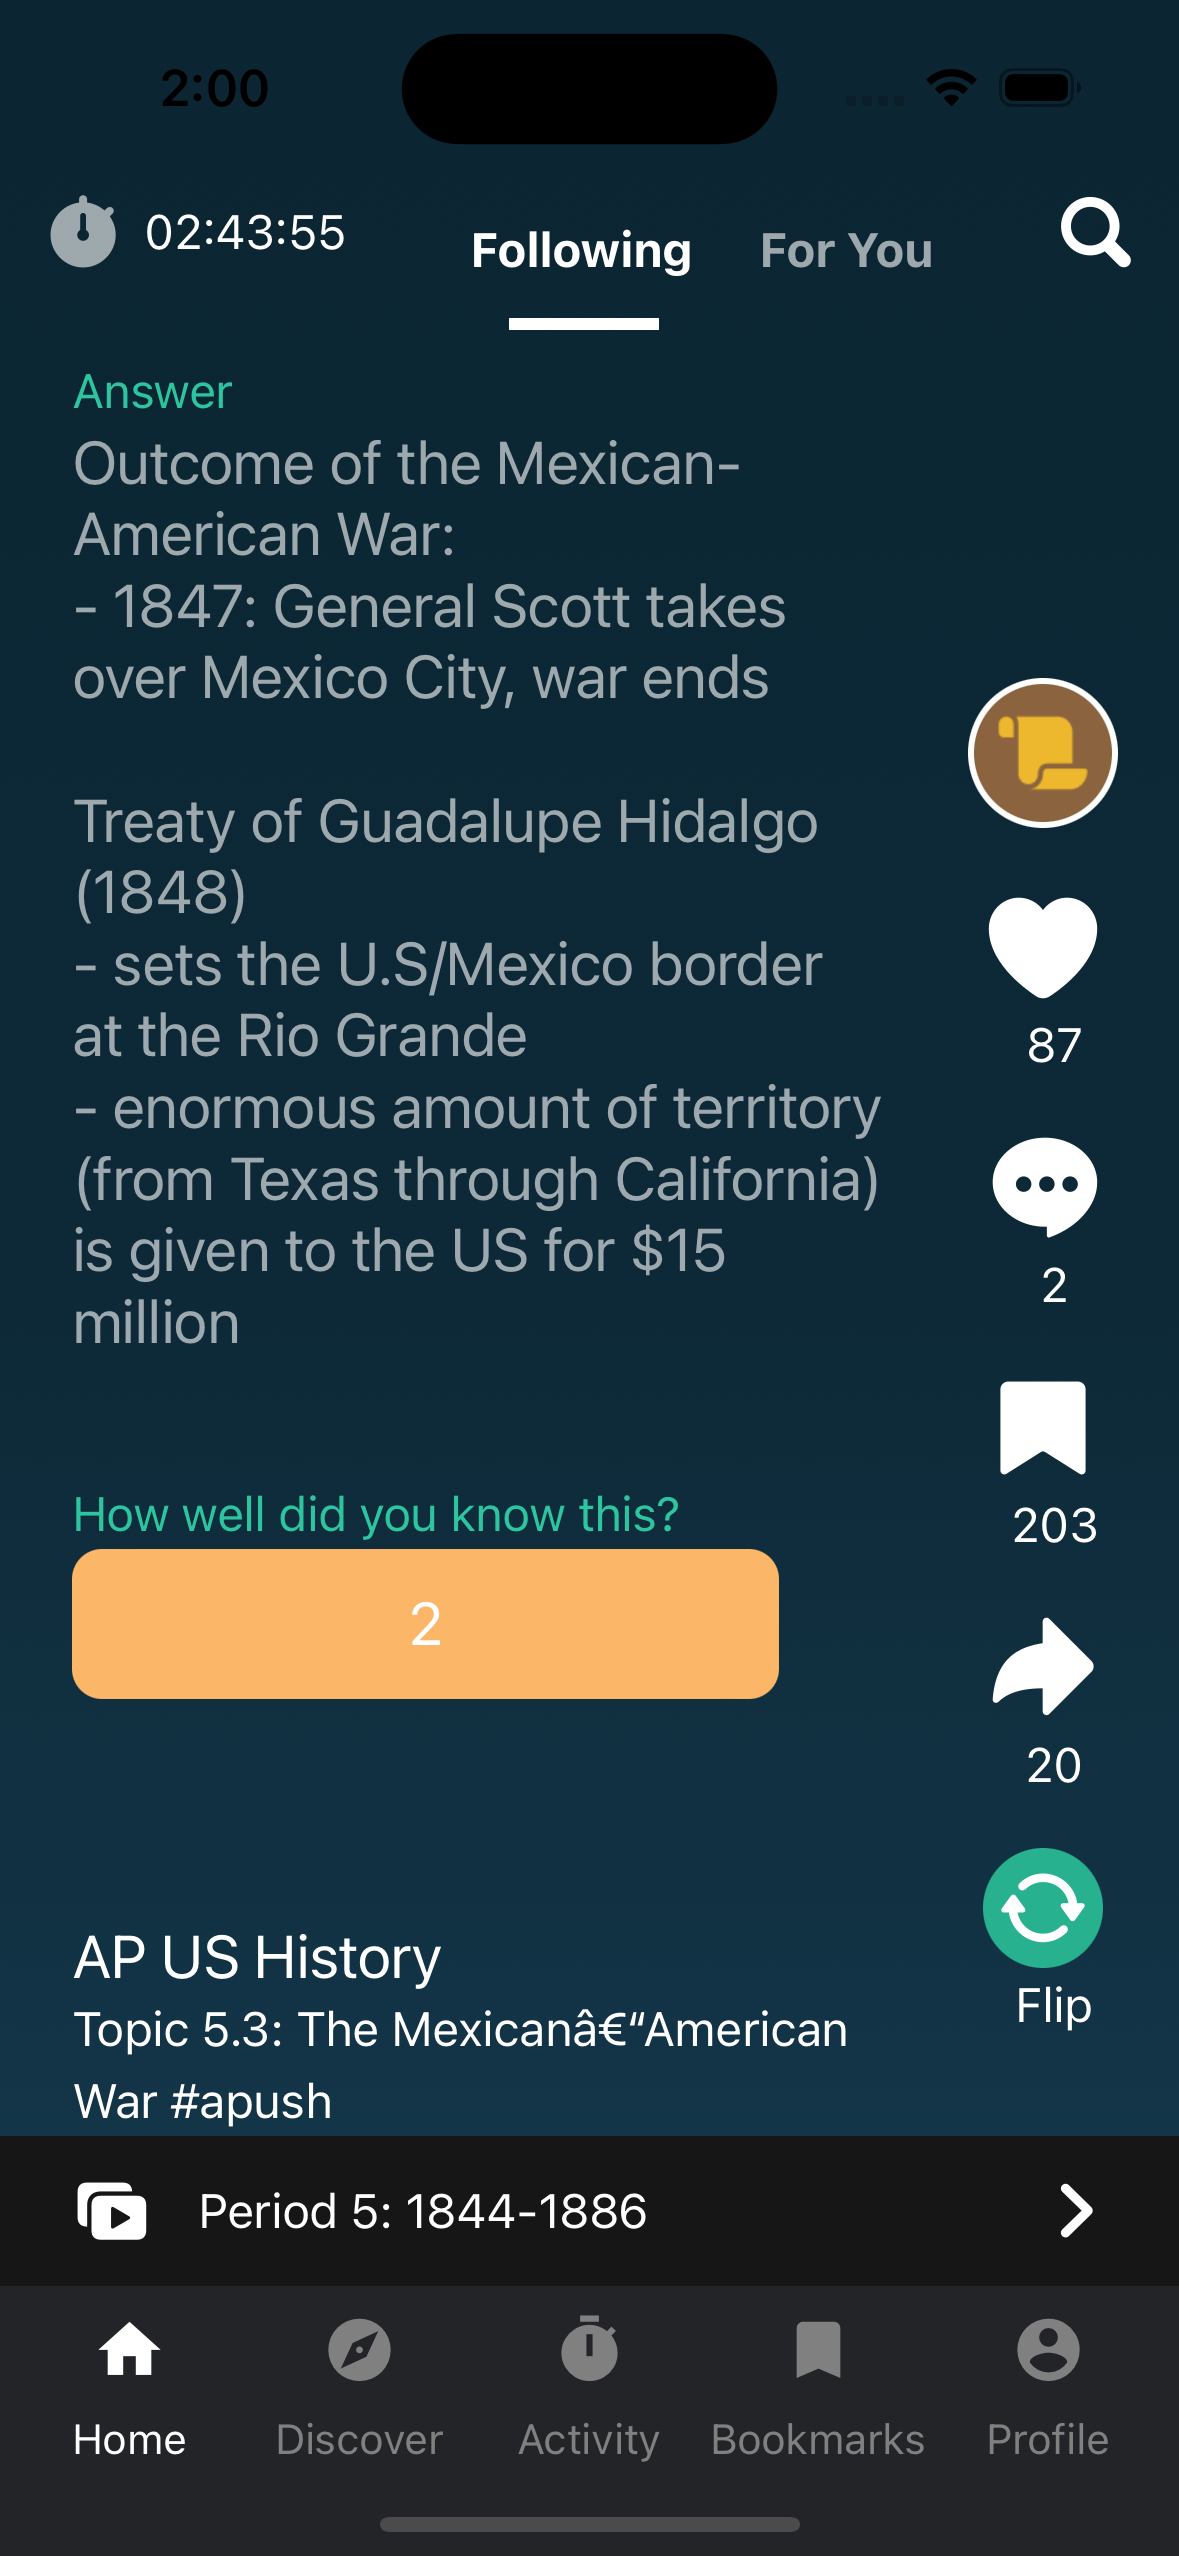 2:00
02:43:55
Following
For You
Answer
Outcome of the Mexican-
American War:
- 1847: General Scott takes
over Mexico City, war ends
Treaty of Guadalupe Hidalgo
(1848)
- sets the U.S/Mexico border
at the Rio Grande
- enormous amount of territory
(from Texas through California)
is given to the US for $15
million
87
2
203
20
Flip
How well did you know this?
2
AP US History
Topic 5.3: The Mexicanâ€“American
War #apush
Period 5: 1844-1886
Home
Discover
Activity
Bookmarks
Profile